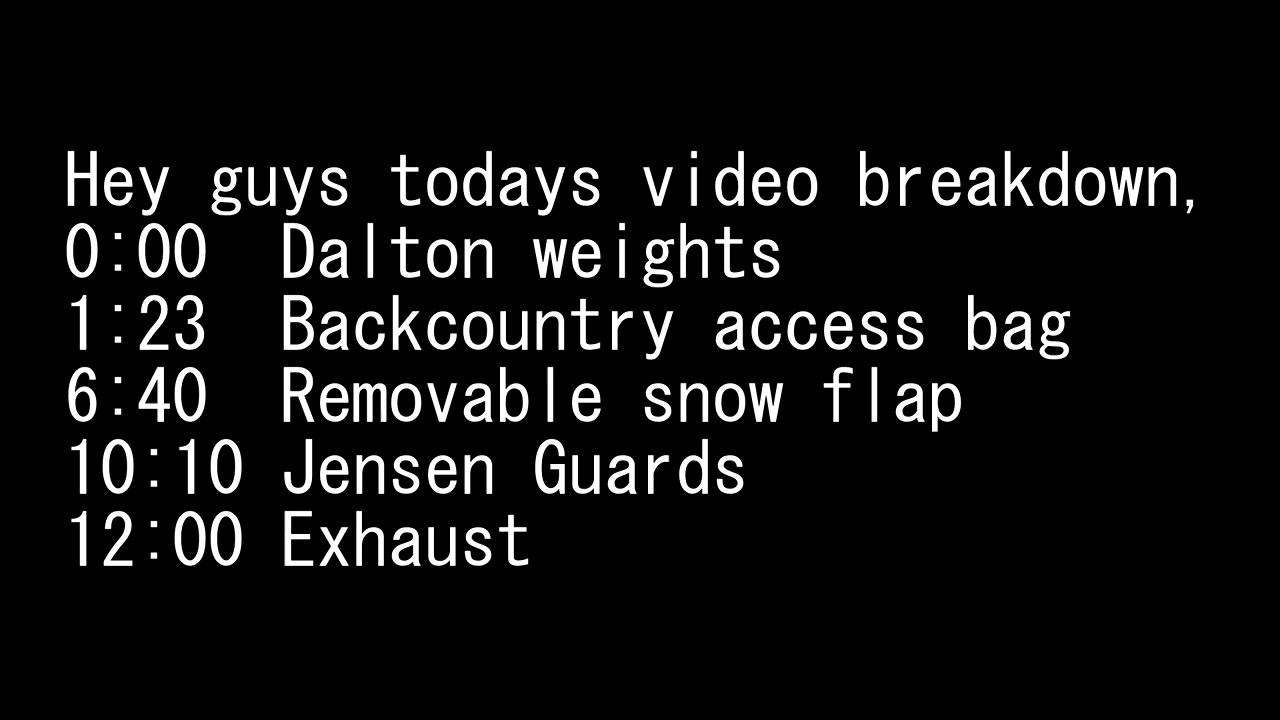 Hey guys todays video breakdown,
0:00  Dalton weights
1:23  Backcountry access bag
6:40  Removable snow flap
10:10 Jensen Guards
12:00 Exhaust